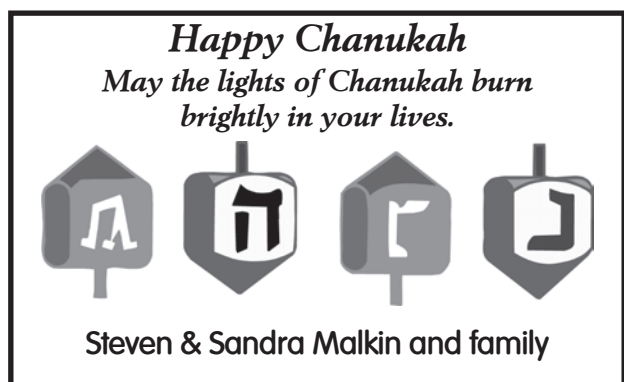 Happy Chanukah
May the lights of Chanukah burn
brightly in your lives.
נ ג ה ש
Steven & Sandra Malkin and family